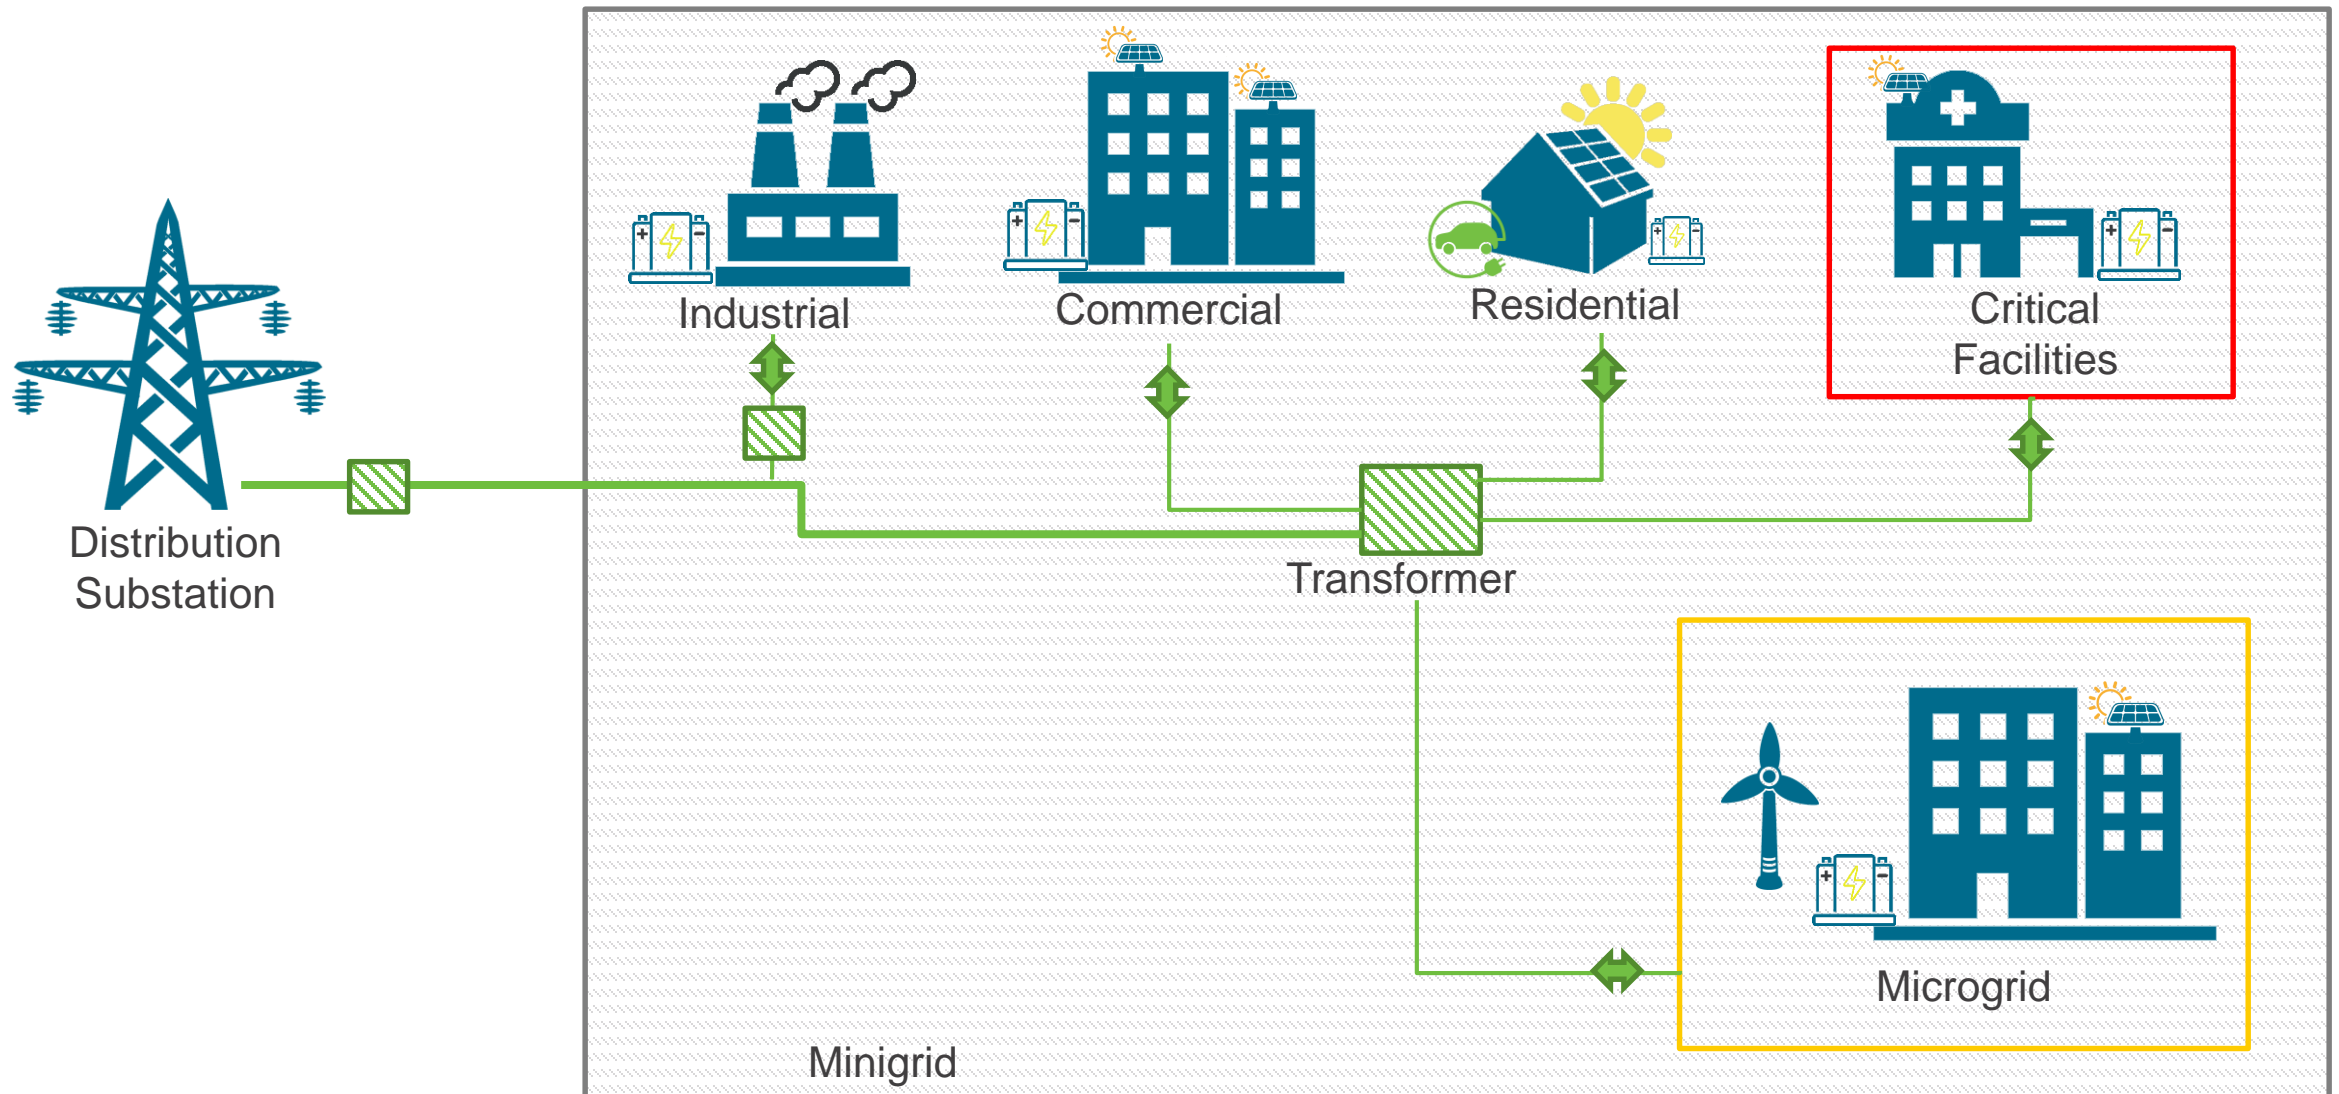 Industrial
Commercial
Residential
Critical
Facilities
Distribution
Substation
Transformer
Microgrid
Minigrid